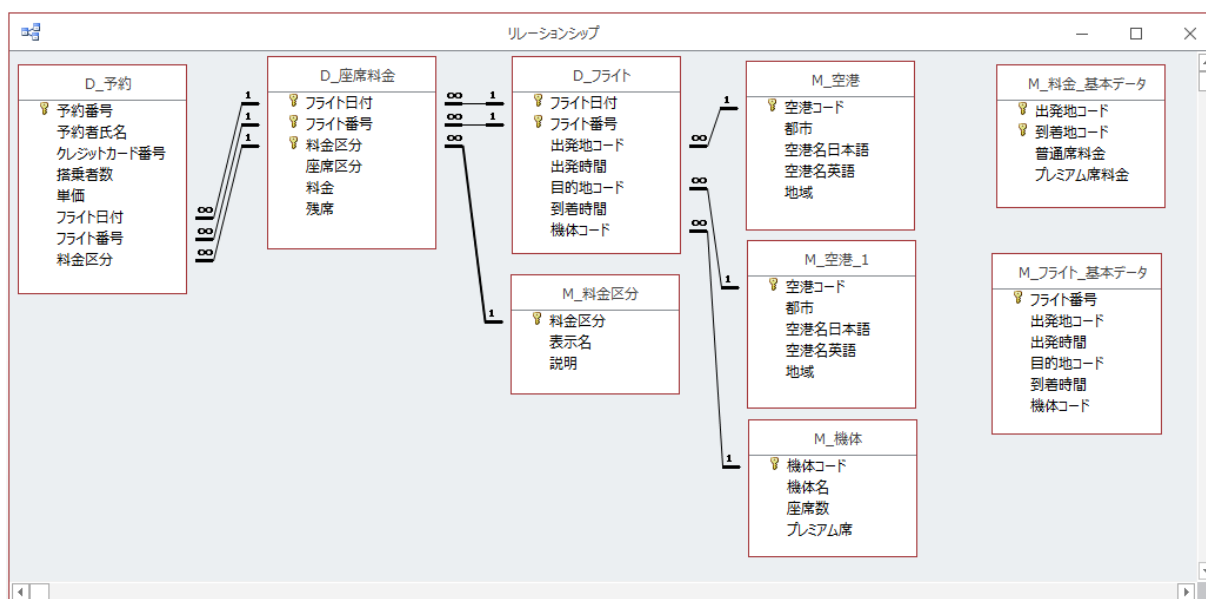 リレーションシップ
D_予約
予約番号
予約者氏名
クレジットカード番号
搭乗者数
単価
フライト日付
フライト番号
料金区分
1
1
1
∞
∞
∞
D_座席料金
フライト日付
フライト番号
料金区分
座席区分
料金
残席
∞
∞
∞
1
1
1
D_フライト
フライト日付
フライト番号
出発地コード
出発時間
目的地コード
到着時間
機体コード
∞
∞
∞
1
1
1
M_料金区分
料金区分
表示名
説明
M_空港
空港コード
都市
空港名日本語
空港名英語
地域
M_空港_1
空港コード
都市
空港名日本語
空港名英語
地域
M_機体
機体コード
機体名
座席数
プレミアム席
M_料金_基本データ
出発地コード
到着地コード
普通席料金
プレミアム席料金
M_フライト_基本データ
フライト番号
出発地コード
出発時間
目的地コード
到着時間
機体コード